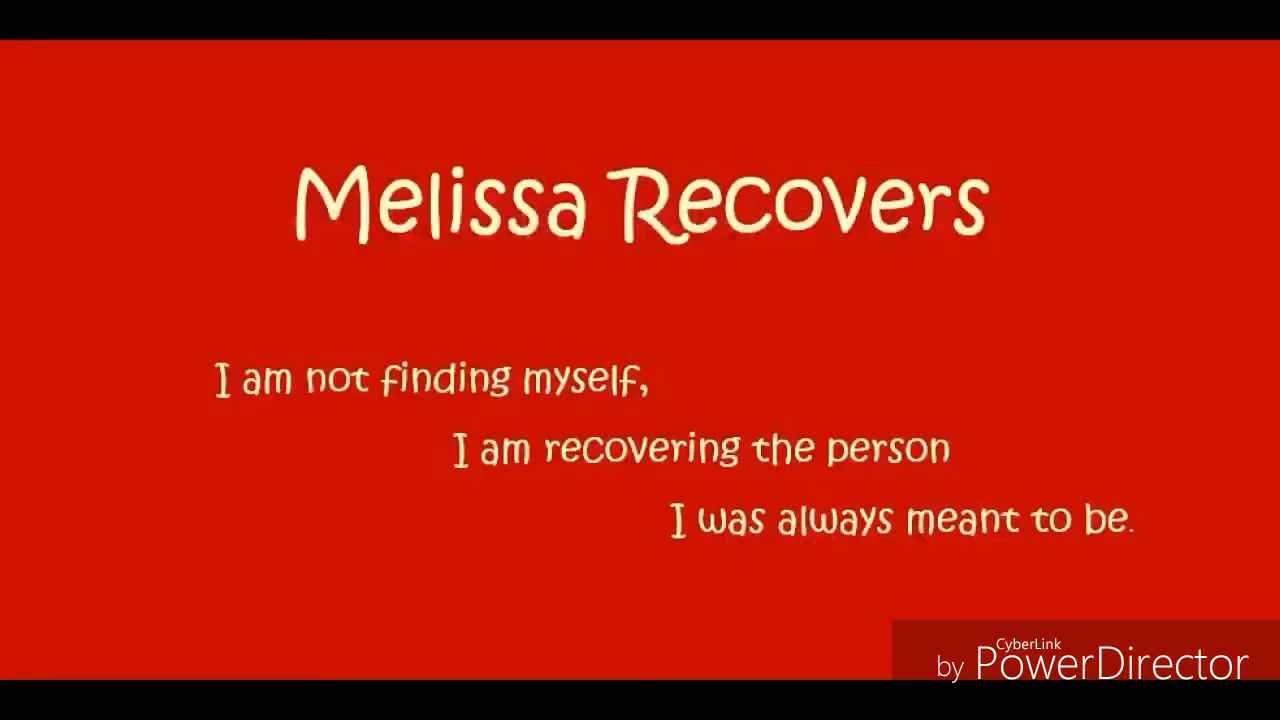 Melissa Recovers
I am not finding myself,
I am recovering the person
I was always meant to be.
CyberLink
by PowerDirector